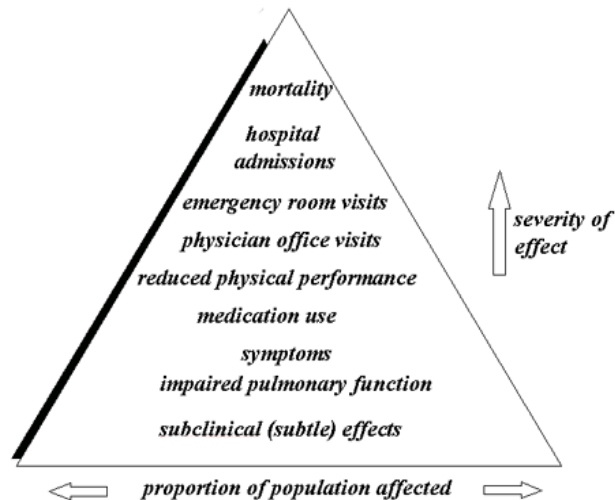 mortality
hospital
admissions
emergency room visits
physician office visits
reduced physical performance
medication use
symptoms
impaired pulmonary function
subclinical (subtle) effects
severity of
effect
proportion of population affected